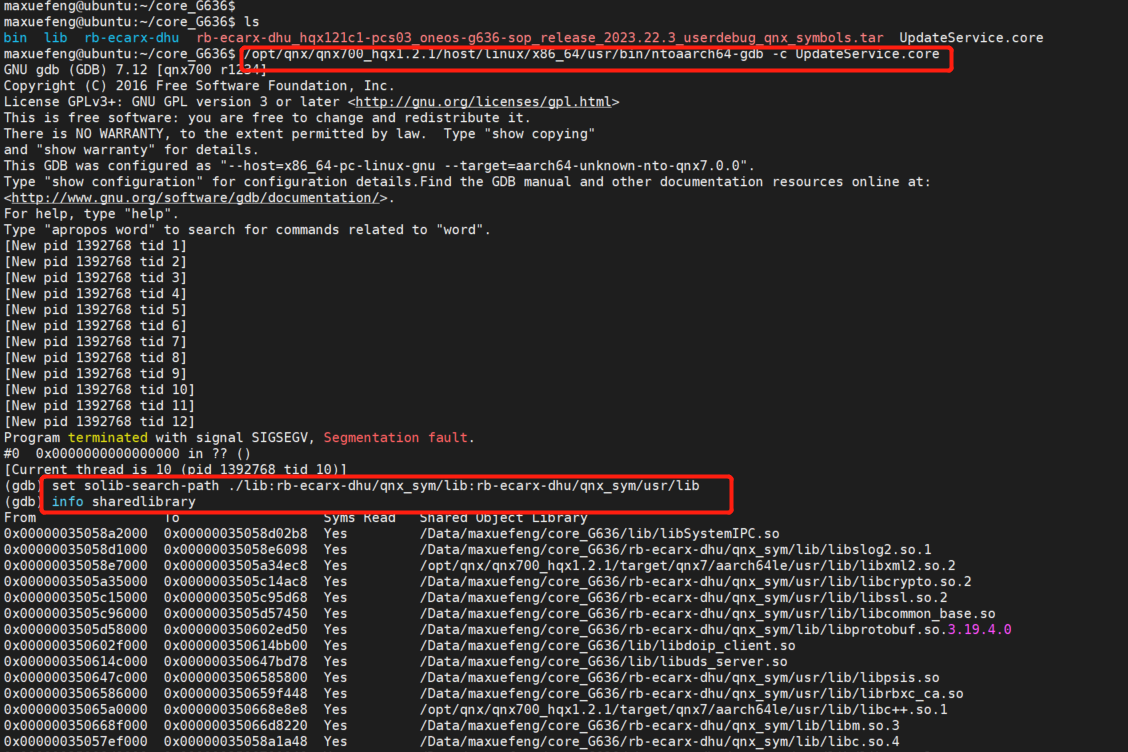 maxuefeng@ubuntu:~/core_G636$
maxuefeng@ubuntu:~/core_G636$ ls
bin lib rb-ecarx-dhu rb-ecarx-dhu_hqx121c1-pcs03_oneos-g636-sop_release_2023.22.3_userdebug_qnx_symbols.tar UpdateService.core
maxuefeng@ubuntu:~/core_G636$ /opt/qnx/qnx700_hqx1.2.1/host/linux/x86_64/usr/bin/ntoaarch64-gdb -c UpdateService.core
GNU gdb (GDB) 7.12 [qnx700 r1234]
Copyright (C) 2016 Free Software Foundation, Inc.
License GPLv3+: GNU GPL version 3 or later <http://gnu.org/licenses/gpl.html>
This is free software: you are free to change and redistribute it.
There is NO WARRANTY, to the extent permitted by law.  Type "show copying"
and "show warranty" for details.
This GDB was configured as "--host=x86_64-pc-linux-gnu --target=aarch64-unknown-nto-qnx7.0.0".
Type "show configuration" for configuration details.Find the GDB manual and other documentation resources online at:
<http://www.gnu.org/software/gdb/documentation/>.
For help, type "help".
Type "apropos word" to search for commands related to "word".
[New pid 1392768 tid 1]
[New pid 1392768 tid 2]
[New pid 1392768 tid 3]
[New pid 1392768 tid 4]
[New pid 1392768 tid 5]
[New pid 1392768 tid 6]
[New pid 1392768 tid 7]
[New pid 1392768 tid 8]
[New pid 1392768 tid 9]
[New pid 1392768 tid 10]
[New pid 1392768 tid 11]
[New pid 1392768 tid 12]
Program terminated with signal SIGSEGV, Segmentation fault.
#0  0x0000000000000000 in ?? ()
[Current thread is 10 (pid 1392768 tid 10)]
(gdb) set solib-search-path ./lib:rb-ecarx-dhu/qnx_sym/lib:rb-ecarx-dhu/qnx_sym/usr/lib
(gdb) info sharedlibrary
From To Syms Read Shared Object Library
0x00000035058a2000 0x00000035058d02b8 Yes /Data/maxuefeng/core_G636/lib/libSystemIPC.so
0x00000035058d1000 0x00000035058e6098 Yes /Data/maxuefeng/core_G636/rb-ecarx-dhu/qnx_sym/lib/libslog2.so.1
0x00000035058e7000 0x0000003505a34ec8 Yes /opt/qnx/qnx700_hqx1.2.1/target/qnx7/aarch64le/usr/lib/libxml2.so.2
0x0000003505a35000 0x0000003505c14ac8 Yes /Data/maxuefeng/core_G636/rb-ecarx-dhu/qnx_sym/usr/lib/libcrypto.so.2
0x0000003505c15000 0x0000003505c95d68 Yes /Data/maxuefeng/core_G636/rb-ecarx-dhu/qnx_sym/usr/lib/libssl.so.2
0x0000003505c96000 0x0000003505d57450 Yes /Data/maxuefeng/core_G636/rb-ecarx-dhu/qnx_sym/usr/lib/libcommon_base.so
0x0000003505d58000 0x000000350602ed50 Yes /Data/maxuefeng/core_G636/rb-ecarx-dhu/qnx_sym/lib/libprotobuf.so.3.19.4.0
0x000000350602f000 0x000000350614bb00 Yes /Data/maxuefeng/core_G636/lib/libdoip_client.so
0x000000350614c000 0x000000350647bd78 Yes /Data/maxuefeng/core_G636/lib/libuds_server.so
0x000000350647c000 0x0000003506585800 Yes /Data/maxuefeng/core_G636/rb-ecarx-dhu/qnx_sym/usr/lib/libpsis.so
0x0000003506586000 0x000000350659f448 Yes /Data/maxuefeng/core_G636/rb-ecarx-dhu/qnx_sym/usr/lib/librbxc_ca.so
0x00000035065a0000 0x000000350668e8e8 Yes /opt/qnx/qnx700_hqx1.2.1/target/qnx7/aarch64le/usr/lib/libc++.so.1
0x000000350668f000 0x00000035066d8220 Yes /Data/maxuefeng/core_G636/rb-ecarx-dhu/qnx_sym/lib/libm.so.3
0x00000035057ef000 0x00000035058a1a48 Yes /Data/maxuefeng/core_G636/rb-ecarx-dhu/qnx_sym/lib/libc.so.4